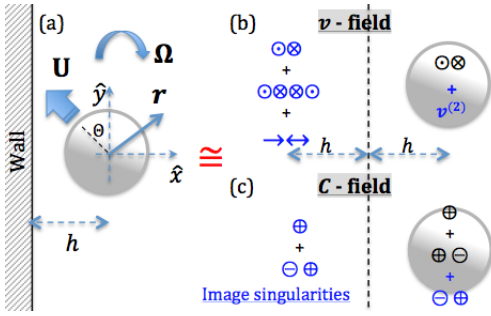 (a)
Ω
U
ŷ
r
Θ
x̂
Wall
h
≅
(b)
v - field
⊙⊗
+
⊙⊗⊗⊙
+
→↔
⊙⊗
+
v⁽²⁾
h
h
(c)
C - field
⊕
+
⊖ ⊕
Image singularities
⊕
+
⊕ ⊖
+
⊖ ⊕